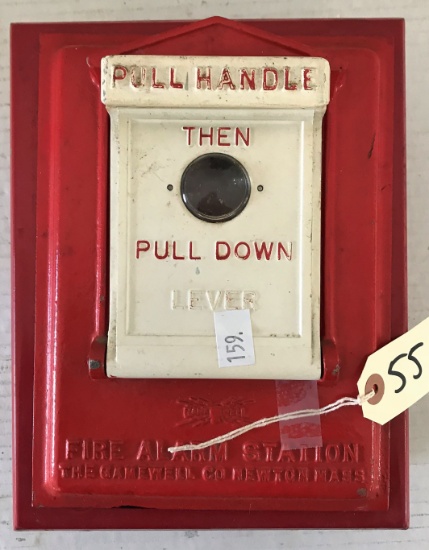 PULL HANDLE
THEN
PULL DOWN
LEVER
159.
55
FIRE ALARM STATION
THE GAMEWELL CO NEWTON MASS